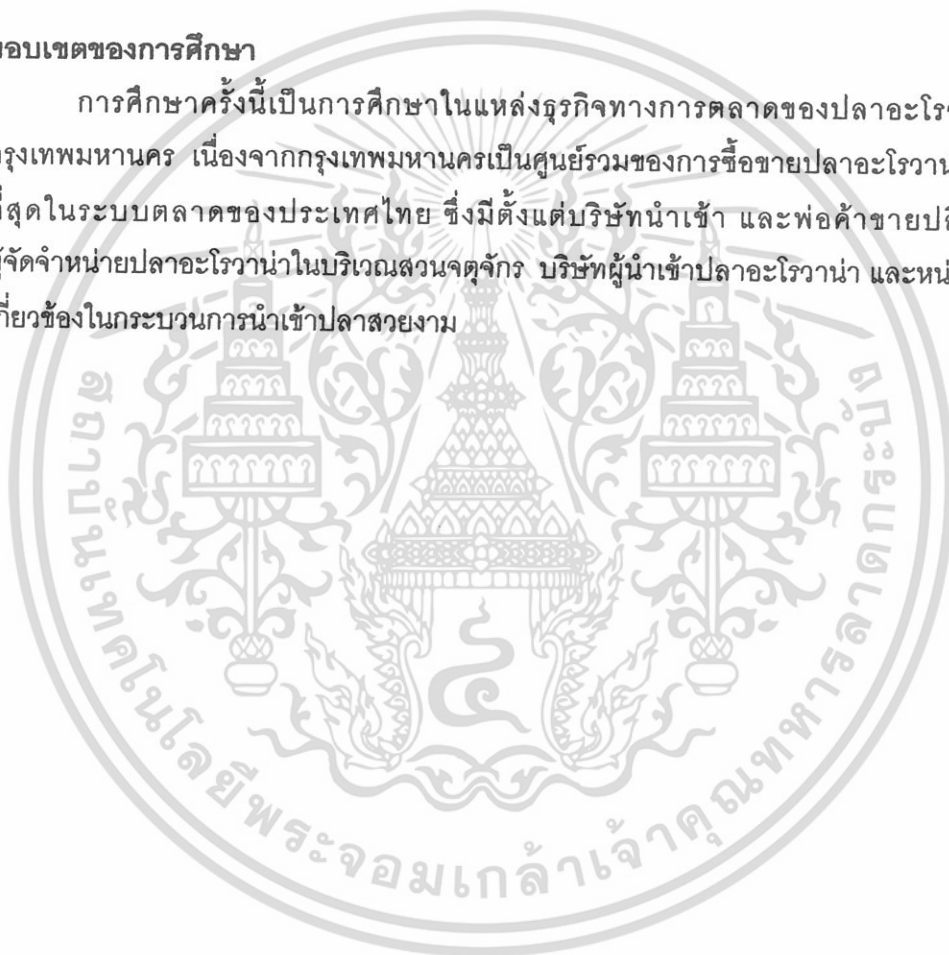 ขอบเขตของการศึกษา
การศึกษาครั้งนี้เป็นการศึกษาในแหล่งธุรกิจทางการตลาดของปลาอะโร
กรุงเทพมหานคร เนื่องจากกรุงเทพมหานครเป็นศูนย์รวมของการซื้อขายปลาอะโรวาน
ที่สุดในระบบตลาดของประเทศไทย ซึ่งมีตั้งแต่บริษัทนำเข้า และพ่อค้าขายปล
ผู้จัดจำหน่ายปลาอะโรวาน่าในบริเวณสวนจตุจักร บริษัทผู้นำเข้าปลาอะโรวาน่า และหน่
เกี่ยวข้องในกระบวนการนำเข้าปลาสวยงาม
สถาบันเทคโนโลยีพระจอมเกล้าเจ้าคุณทหารลาดกระบัง
๔